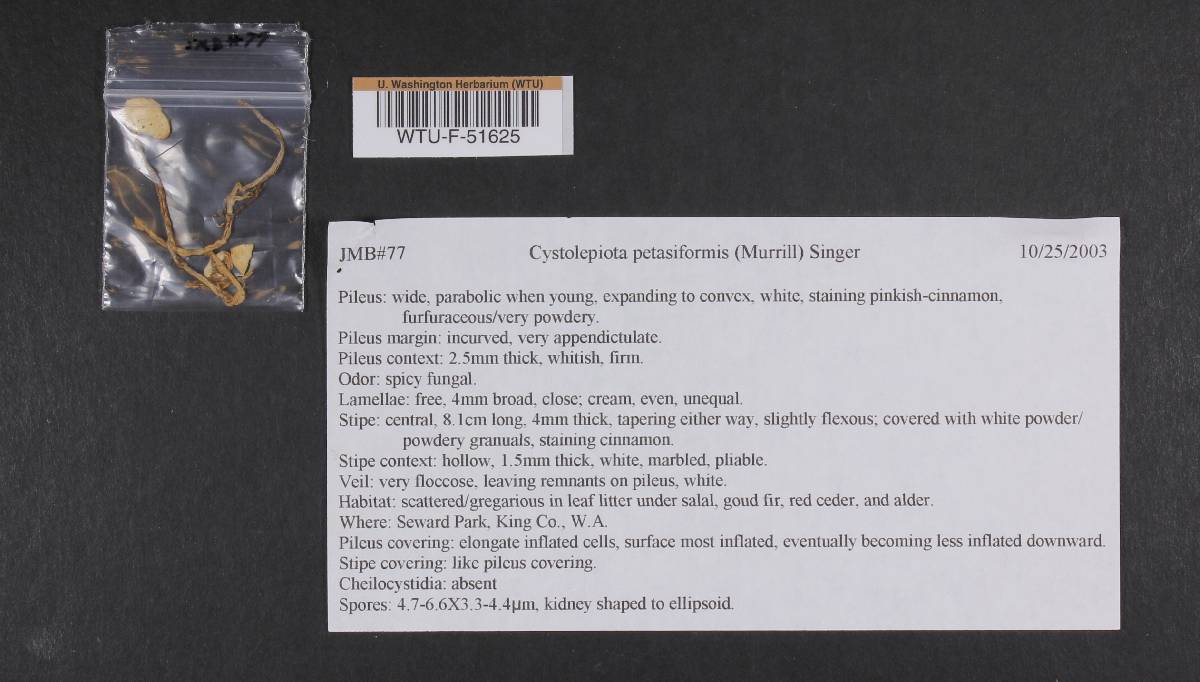 JMB#77
U. Washington Herbarium (WTU)
WTU-F-51625
JMB#77 Cystolepiota petasiformis (Murrill) Singer 10/25/2003
Pileus: wide, parabolic when young, expanding to convex, white, staining pinkish-cinnamon,
furfuraceous/very powdery.
Pileus margin: incurved, very appendictulate.
Pileus context: 2.5mm thick, whitish, firm.
Odor: spicy fungal.
Lamellae: free, 4mm broad, close; cream, even, unequal.
Stipe: central, 8.1cm long, 4mm thick, tapering either way, slightly flexous; covered with white powder/
powdery granuals, staining cinnamon.
Stipe context: hollow, 1.5mm thick, white, marbled, pliable.
Veil: very floccose, leaving remnants on pileus, white.
Habitat: scattered/gregarious in leaf litter under salal, goud fir, red ceder, and alder.
Where: Seward Park, King Co., W.A.
Pileus covering: elongate inflated cells, surface most inflated, eventually becoming less inflated downward.
Stipe covering: like pileus covering.
Cheilocystidia: absent
Spores: 4.7-6.6X3.3-4.4μm, kidney shaped to ellipsoid.